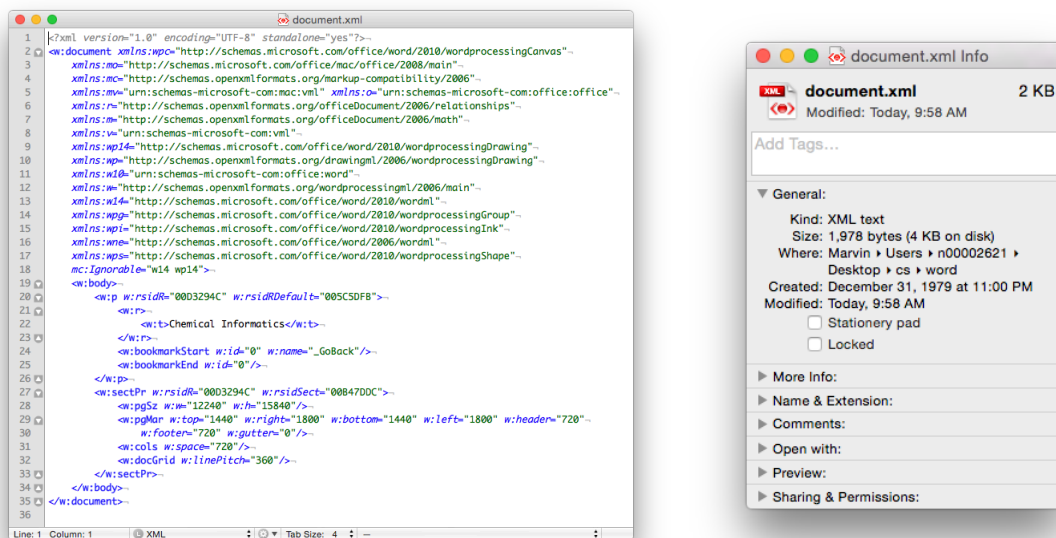 document.xml
1 <?xml version="1.0" encoding="UTF-8" standalone="yes"?>¬
2 <w:document xmlns:wpc="http://schemas.microsoft.com/office/word/2010/wordprocessingCanvas"¬
3 xmlns:mo="http://schemas.microsoft.com/office/mac/office/2008/main"¬
4 xmlns:mc="http://schemas.openxmlformats.org/markup-compatibility/2006"¬
5 xmlns:mv="urn:schemas-microsoft-com:mac:vml" xmlns:o="urn:schemas-microsoft-com:office:office"¬
6 xmlns:r="http://schemas.openxmlformats.org/officeDocument/2006/relationships"¬
7 xmlns:m="http://schemas.openxmlformats.org/officeDocument/2006/math"¬
8 xmlns:v="urn:schemas-microsoft-com:vml"¬
9 xmlns:wp14="http://schemas.microsoft.com/office/word/2010/wordprocessingDrawing"¬
10 xmlns:wp="http://schemas.openxmlformats.org/drawingml/2006/wordprocessingDrawing"¬
11 xmlns:w10="urn:schemas-microsoft-com:office:word"¬
12 xmlns:w="http://schemas.openxmlformats.org/wordprocessingml/2006/main"¬
13 xmlns:w14="http://schemas.microsoft.com/office/word/2010/wordml"¬
14 xmlns:wpg="http://schemas.microsoft.com/office/word/2010/wordprocessingGroup"¬
15 xmlns:wpi="http://schemas.microsoft.com/office/word/2010/wordprocessingInk"¬
16 xmlns:wne="http://schemas.microsoft.com/office/word/2006/wordml"¬
17 xmlns:wps="http://schemas.microsoft.com/office/word/2010/wordprocessingShape"¬
18 mc:Ignorable="w14 wp14">¬
19 <w:body>¬
20 <w:p w:rsidR="00D3294C" w:rsidRDefault="005C5DFB">¬
21 <w:r>¬
22 <w:t>Chemical Informatics</w:t>¬
23 </w:r>¬
24 <w:bookmarkStart w:id="0" w:name="_GoBack"/>¬
25 <w:bookmarkEnd w:id="0"/>¬
26 </w:p>¬
27 <w:sectPr w:rsidR="00D3294C" w:rsidSect="00B47DDC">¬
28 <w:pgSz w:w="12240" w:h="15840"/>¬
29 <w:pgMar w:top="1440" w:right="1800" w:bottom="1440" w:left="1800" w:header="720"¬
30 w:footer="720" w:gutter="0"/>¬
31 <w:cols w:space="720"/>¬
32 <w:docGrid w:linePitch="360"/>¬
33 </w:sectPr>¬
34 </w:body>¬
35 </w:document>¬
36
Line: 1 Column: 1 L XML Tab Size: 4 —
document.xml Info
XML document.xml 2 KB
Modified: Today, 9:58 AM
Add Tags...
General:
Kind: XML text
Size: 1,978 bytes (4 KB on disk)
Where: Marvin ▸ Users ▸ n00002621 ▸
Desktop ▸ cs ▸ word
Created: December 31, 1979 at 11:00 PM
Modified: Today, 9:58 AM
Stationery pad
Locked
More Info:
Name & Extension:
Comments:
Open with:
Preview:
Sharing & Permissions: